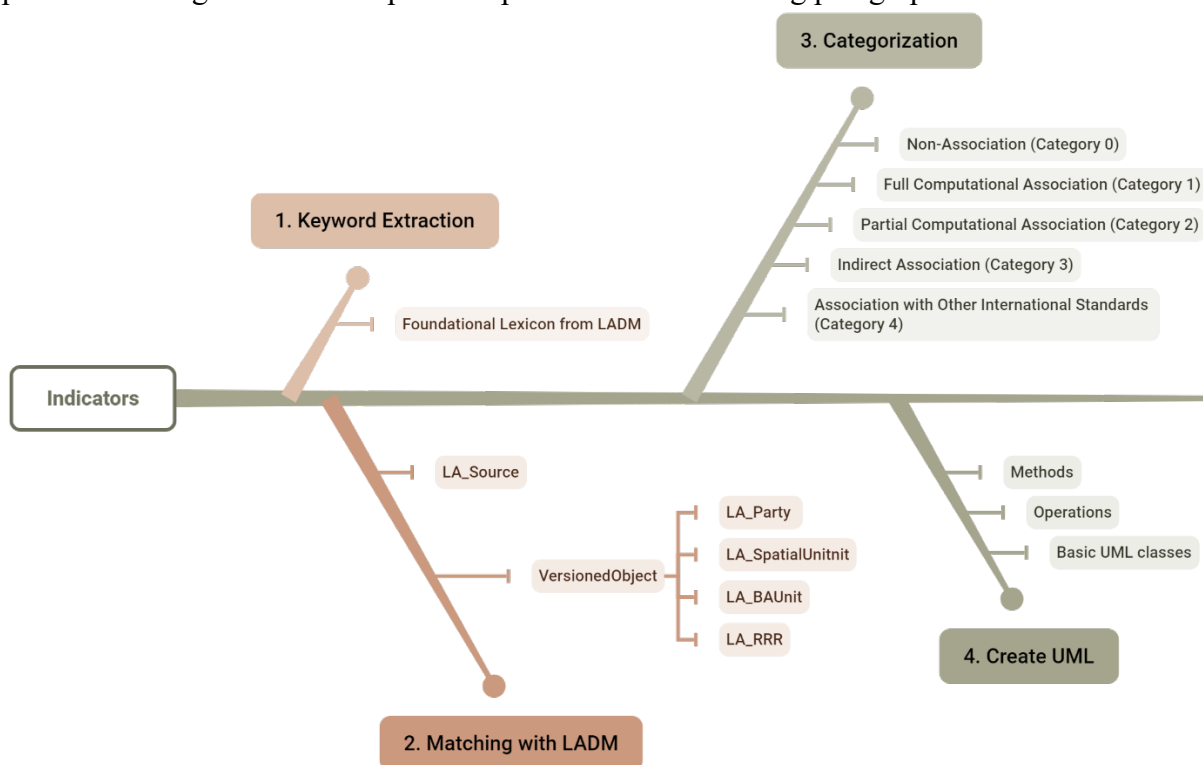 3. Categorization
Non-Association (Category 0)
Full Computational Association (Category 1)
Partial Computational Association (Category 2)
Indirect Association (Category 3)
Association with Other International Standards
(Category 4)
1. Keyword Extraction
Foundational Lexicon from LADM
Indicators
LA_Source
VersionedObject
LA_Party
LA_SpatialUnitnit
LA_BAUnit
LA_RRR
2. Matching with LADM
Methods
Operations
Basic UML classes
4. Create UML